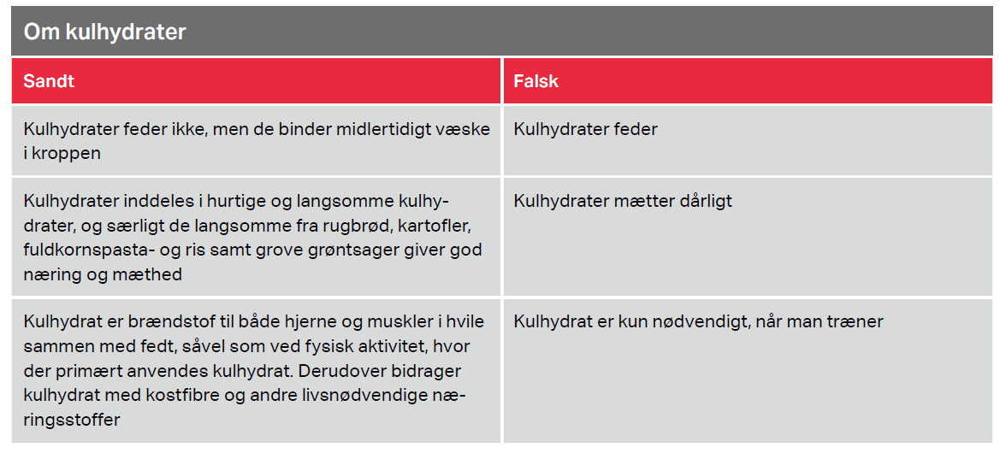 Om kulhydrater
Sandt
Falsk
Kulhydrater feder ikke, men de binder midlertidigt væske
i kroppen
Kulhydrater feder
Kulhydrater inddeles i hurtige og langsomme kulhy-
drater, og særligt de langsomme fra rugbrød, kartofler,
fuldkornspasta- og ris samt grove grøntsager giver god
næring og mæthed
Kulhydrater mætter dårligt
Kulhydrat er brændstof til både hjerne og muskler i hvile
sammen med fedt, såvel som ved fysisk aktivitet, hvor
der primært anvendes kulhydrat. Derudover bidrager
kulhydrat med kostfibre og andre livsnødvendige næ-
ringsstoffer
Kulhydrat er kun nødvendigt, når man træner